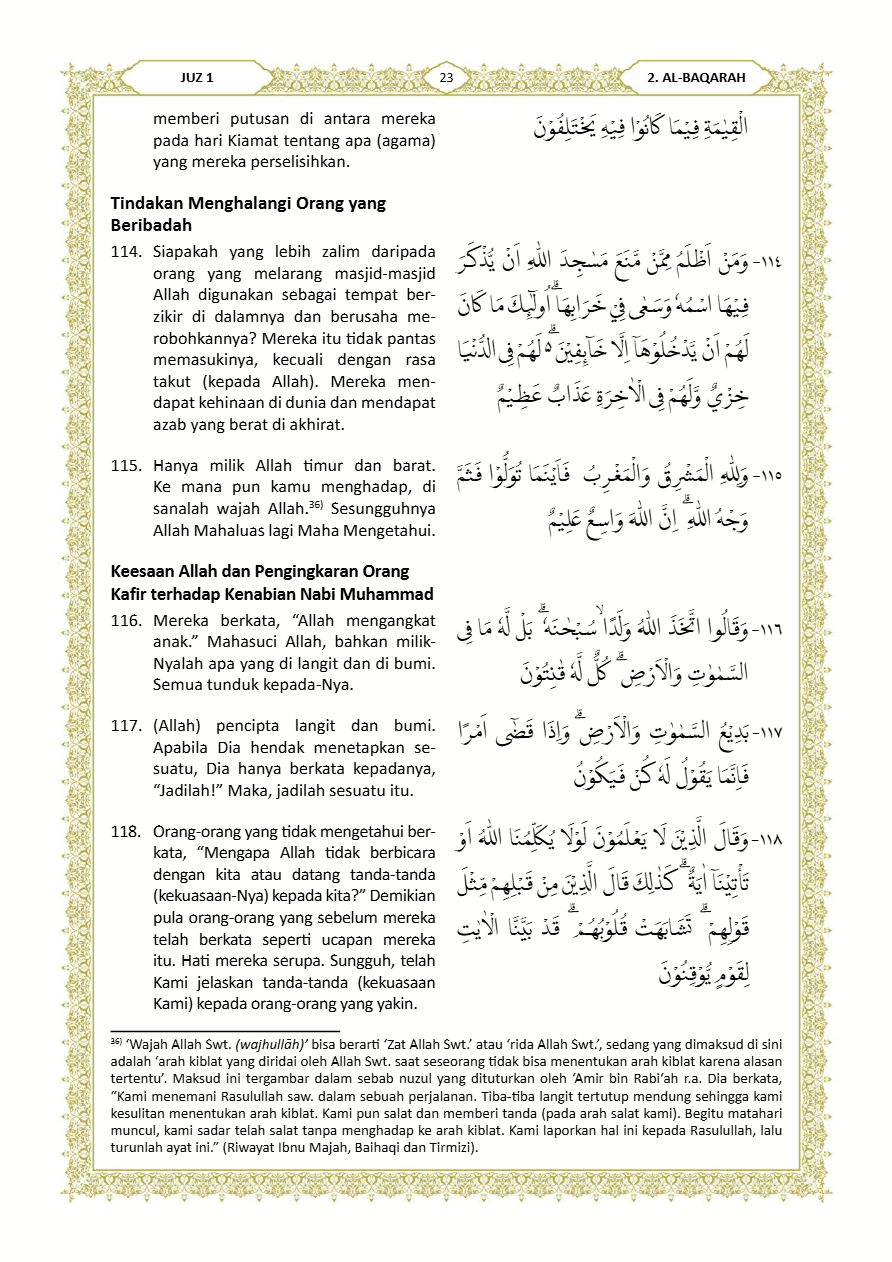 JUZ 1
23
2. AL-BAQARAH
memberi putusan di antara mereka
pada hari Kiamat tentang apa (agama)
yang mereka perselisihkan.
الْقِيٰمَةِ فِيْمَا كَانُوْا فِيْهِ يَخْتَلِفُوْنَ
Tindakan Menghalangi Orang yang
Beribadah
114. Siapakah yang lebih zalim daripada
orang yang melarang masjid-masjid
Allah digunakan sebagai tempat ber-
zikir di dalamnya dan berusaha me-
robohkannya? Mereka itu tidak pantas
memasukinya, kecuali dengan rasa
takut (kepada Allah). Mereka men-
dapat kehinaan di dunia dan mendapat
azab yang berat di akhirat.
١١٤- وَمَنْ اَظْلَمُ مِمَّنْ مَّنَعَ مَسٰجِدَ اللّٰهِ اَنْ يُّذْكَرَ
فِيْهَا اسْمُهٗ وَسَعٰى فِيْ خَرَابِهَاۗ اُولٰۤىِٕكَ مَا كَانَ
لَهُمْ اَنْ يَّدْخُلُوْهَآ اِلَّا خَاۤىِٕفِيْنَ ەۗ لَهُمْ فِى الدُّنْيَا
خِزْيٌ وَّلَهُمْ فِى الْاٰخِرَةِ عَذَابٌ عَظِيْمٌ
115. Hanya milik Allah timur dan barat.
Ke mana pun kamu menghadap, di
sanalah wajah Allah.36) Sesungguhnya
Allah Mahaluas lagi Maha Mengetahui.
١١٥- وَلِلّٰهِ الْمَشْرِقُ وَالْمَغْرِبُ فَاَيْنَمَا تُوَلُّوْا فَثَمَّ
وَجْهُ اللّٰهِ ۗ اِنَّ اللّٰهَ وَاسِعٌ عَلِيْمٌ
Keesaan Allah dan Pengingkaran Orang
Kafir terhadap Kenabian Nabi Muhammad
116. Mereka berkata, “Allah mengangkat
anak.” Mahasuci Allah, bahkan milik-
Nyalah apa yang di langit dan di bumi.
Semua tunduk kepada-Nya.
١١٦- وَقَالُوا اتَّخَذَ اللّٰهُ وَلَدًاۙ سُبْحٰنَهٗ ۗ بَلْ لَّهٗ مَا فِى
السَّمٰوٰتِ وَالْاَرْضِۗ كُلٌّ لَّهٗ قٰنِتُوْنَ
117. (Allah) pencipta langit dan bumi.
Apabila Dia hendak menetapkan se-
suatu, Dia hanya berkata kepadanya,
“Jadilah!” Maka, jadilah sesuatu itu.
١١٧- بَدِيْعُ السَّمٰوٰتِ وَالْاَرْضِۗ وَاِذَا قَضٰٓى اَمْرًا
فَاِنَّمَا يَقُوْلُ لَهٗ كُنْ فَيَكُوْنُ
118. Orang-orang yang tidak mengetahui ber-
kata, “Mengapa Allah tidak berbicara
dengan kita atau datang tanda-tanda
(kekuasaan-Nya) kepada kita?” Demikian
pula orang-orang yang sebelum mereka
telah berkata seperti ucapan mereka
itu. Hati mereka serupa. Sungguh, telah
Kami jelaskan tanda-tanda (kekuasaan
Kami) kepada orang-orang yang yakin.
١١٨- وَقَالَ الَّذِيْنَ لَا يَعْلَمُوْنَ لَوْلَا يُكَلِّمُنَا اللّٰهُ اَوْ
تَأْتِيْنَآ اٰيَةٌ ۗ كَذٰلِكَ قَالَ الَّذِيْنَ مِنْ قَبْلِهِمْ مِّثْلَ
قَوْلِهِمْ ۗ تَشَابَهَتْ قُلُوْبُهُمْ ۗ قَدْ بَيَّنَّا الْاٰيٰتِ
لِقَوْمٍ يُّوْقِنُوْنَ
36) ‘Wajah Allah Swt. (wajhullāh)’ bisa berarti ‘Zat Allah Swt.’ atau ‘rida Allah Swt.’, sedang yang dimaksud di sini
adalah ‘arah kiblat yang diridai oleh Allah Swt. saat seseorang tidak bisa menentukan arah kiblat karena alasan
tertentu’. Maksud ini tergambar dalam sebab nuzul yang dituturkan oleh ‘Amir bin Rabi‘ah r.a. Dia berkata,
“Kami menemani Rasulullah saw. dalam sebuah perjalanan. Tiba-tiba langit tertutup mendung sehingga kami
kesulitan menentukan arah kiblat. Kami pun salat dan memberi tanda (pada arah salat kami). Begitu matahari
muncul, kami sadar telah salat tanpa menghadap ke arah kiblat. Kami laporkan hal ini kepada Rasulullah, lalu
turunlah ayat ini.” (Riwayat Ibnu Majah, Baihaqi dan Tirmizi).